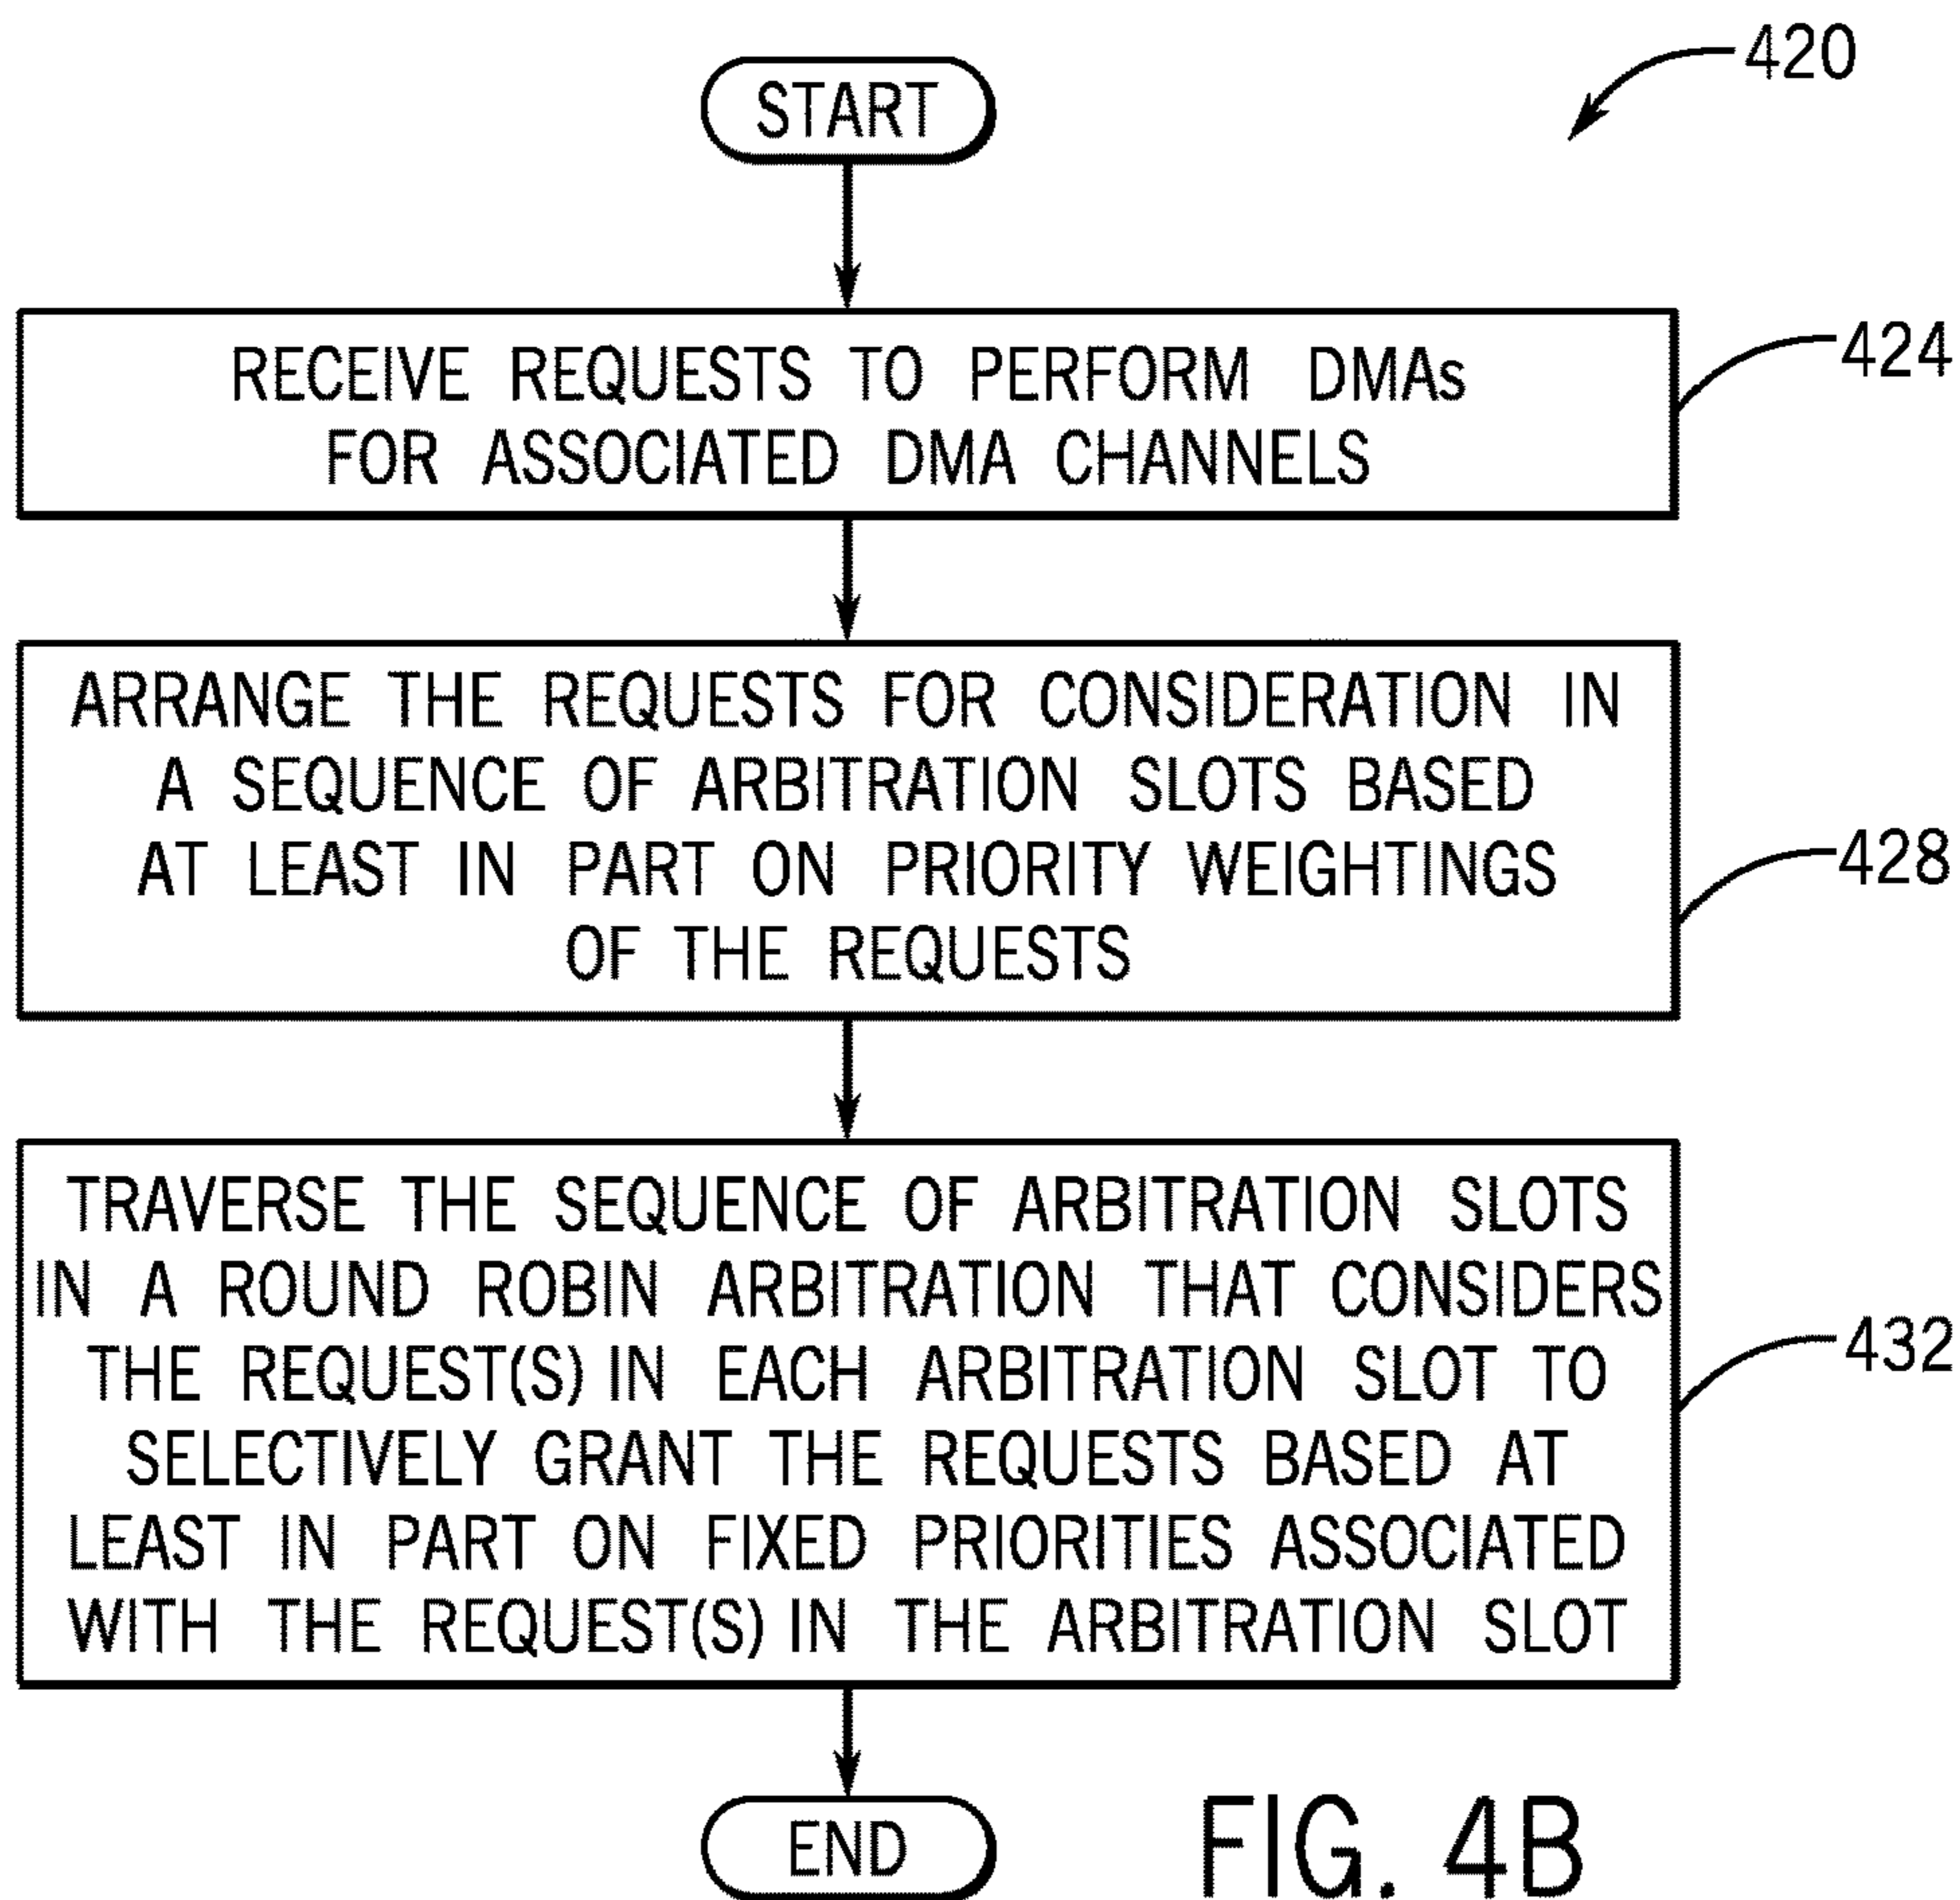 420
START
RECEIVE REQUESTS TO PERFORM DMAs
FOR ASSOCIATED DMA CHANNELS
424
ARRANGE THE REQUESTS FOR CONSIDERATION IN
A SEQUENCE OF ARBITRATION SLOTS BASED
AT LEAST IN PART ON PRIORITY WEIGHTINGS
OF THE REQUESTS
428
TRAVERSE THE SEQUENCE OF ARBITRATION SLOTS
IN A ROUND ROBIN ARBITRATION THAT CONSIDERS
THE REQUEST(S) IN EACH ARBITRATION SLOT TO
SELECTIVELY GRANT THE REQUESTS BASED AT
LEAST IN PART ON FIXED PRIORITIES ASSOCIATED
WITH THE REQUEST(S) IN THE ARBITRATION SLOT
432
END
FIG. 4B